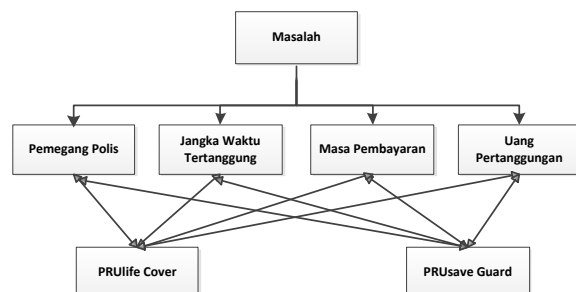 Masalah
Pemegang Polis
Jangka Waktu
Tertanggung
Masa Pembayaran
Uang
Pertanggungan
PRUlife Cover
PRUsave Guard